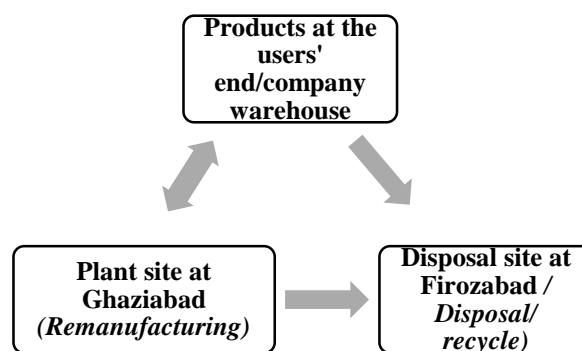 Products at the
users'
end/company
warehouse
Plant site at
Ghaziabad
(Remanufacturing)
Disposal site at
Firozabad /
Disposal/
recycle)